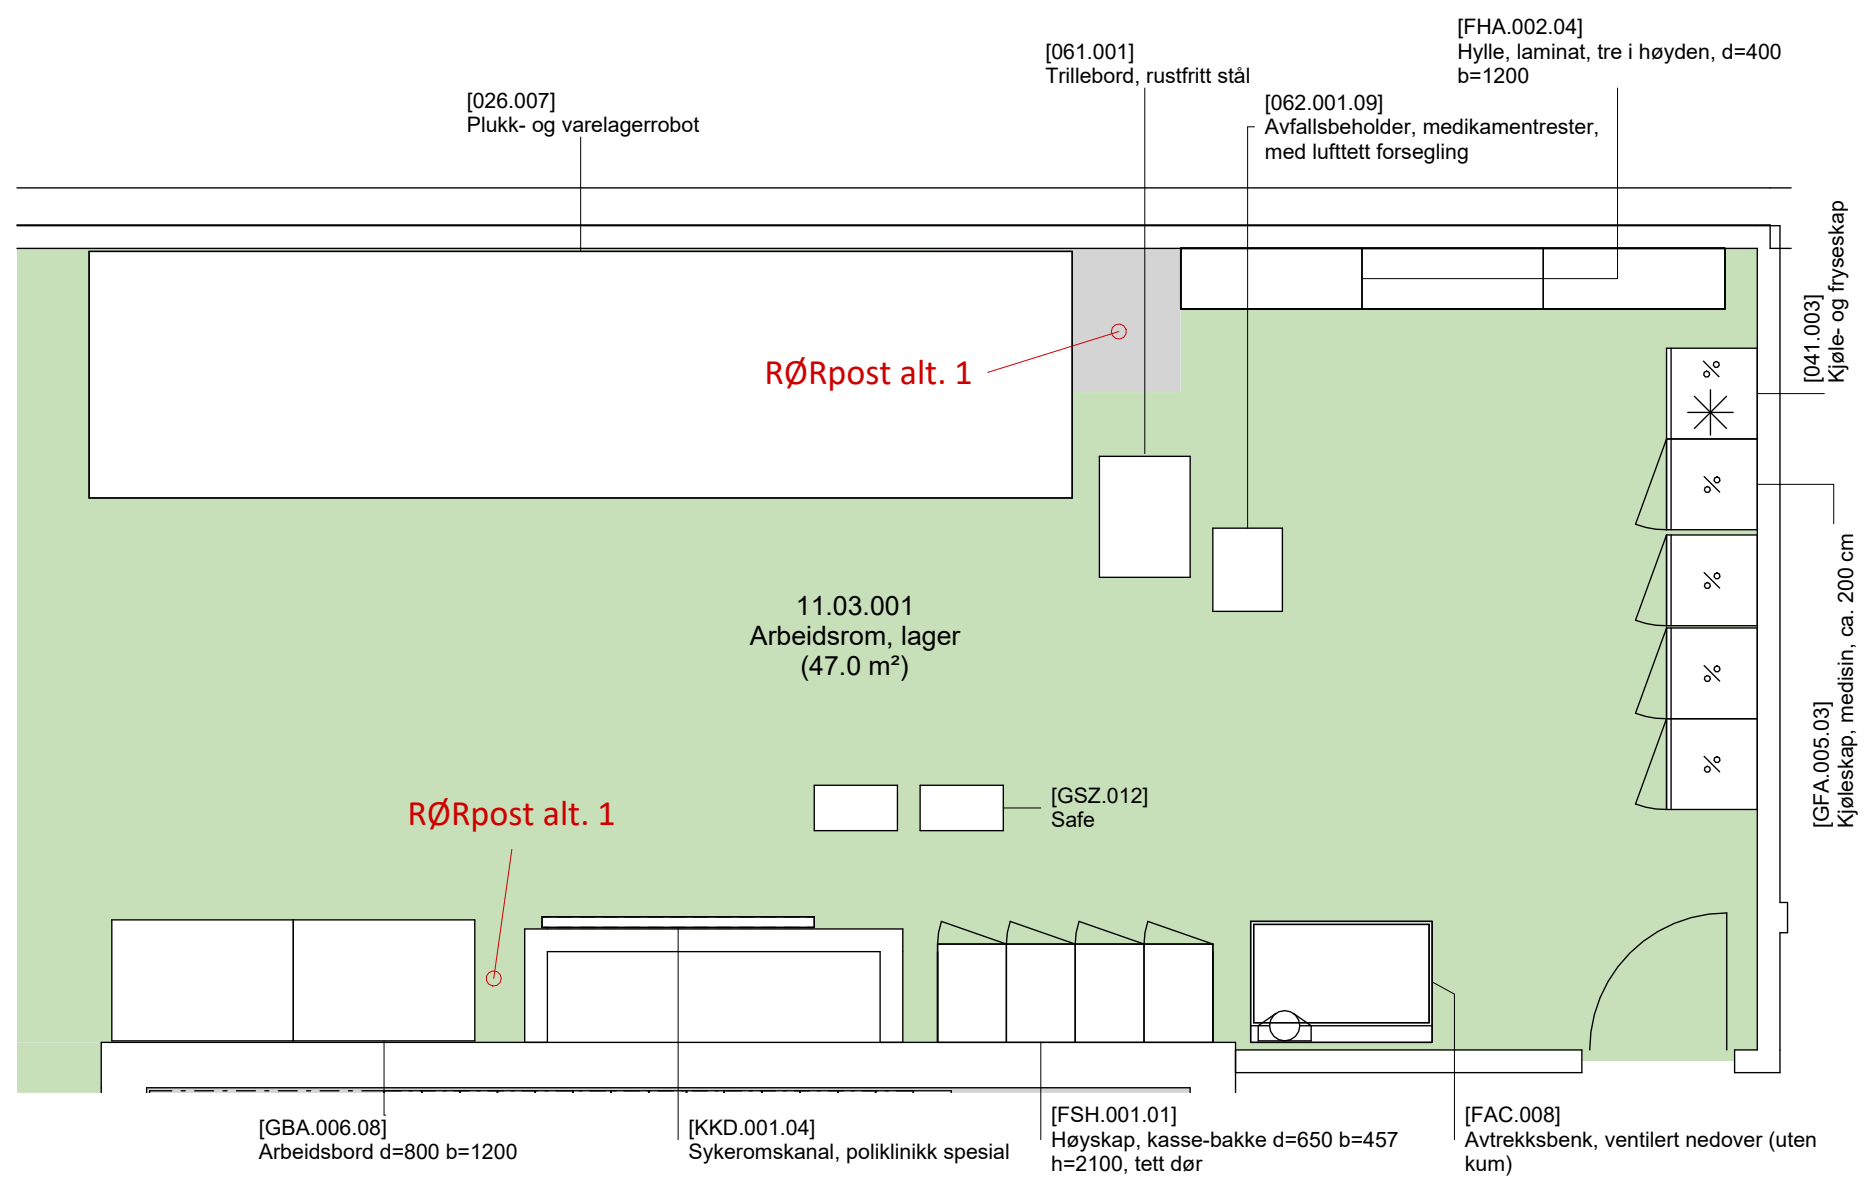 [FHA.002.04]
Hylle, laminat, tre i høyden, d=400
b=1200
[061.001]
Trillebord, rustfritt stål
[026.007]
Plukk- og varelagerrobot
[062.001.09]
Avfallsbeholder, medikamentrester,
med lufttett forsegling
[041.003]
Kjøle- og fryseskap
RØRpost alt. 1
[GFA.005.03]
Kjøleskap, medisin, ca. 200 cm
11.03.001
Arbeidsrom, lager
(47.0 m²)
[GSZ.012]
Safe
RØRpost alt. 1
[GBA.006.08]
Arbeidsbord d=800 b=1200
[KKD.001.04]
Sykeromskanal, poliklinikk spesial
[FSH.001.01]
Høyskap, kasse-bakke d=650 b=457
h=2100, tett dør
[FAC.008]
Avtrekksbenk, ventilert nedover (uten
kum)